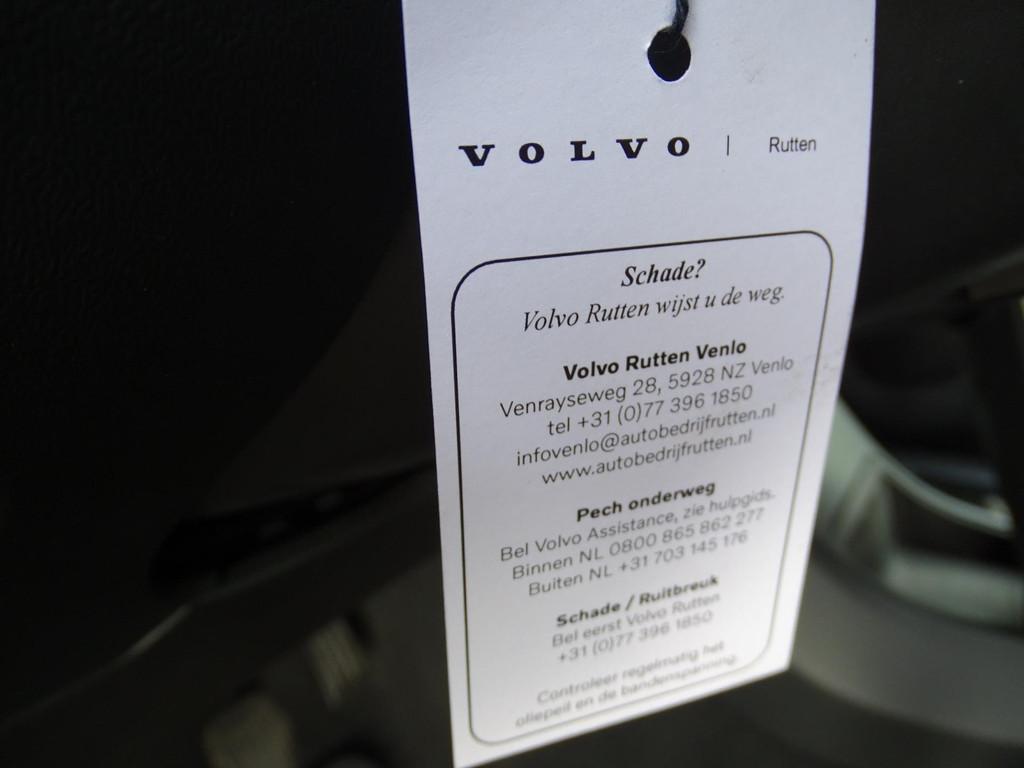 VOLVO | Rutten
Schade?
Volvo Rutten wijst u de weg.
Volvo Rutten Venlo
Venrayseweg 28, 5928 NZ Venlo
tel +31 (0)77 396 1850
infovenlo@autobedrijfrutten.nl
www.autobedrijfrutten.nl
Pech onderweg
Bel Volvo Assistance, zie hulpgids.
Binnen NL 0800 865 862 277
Buiten NL +31 703 145 176
Schade / Ruitbreuk
Bel eerst Volvo Rutten
+31 (0)77 396 1850
Controleer regelmatig het
oliepeil en de bandenspanning.